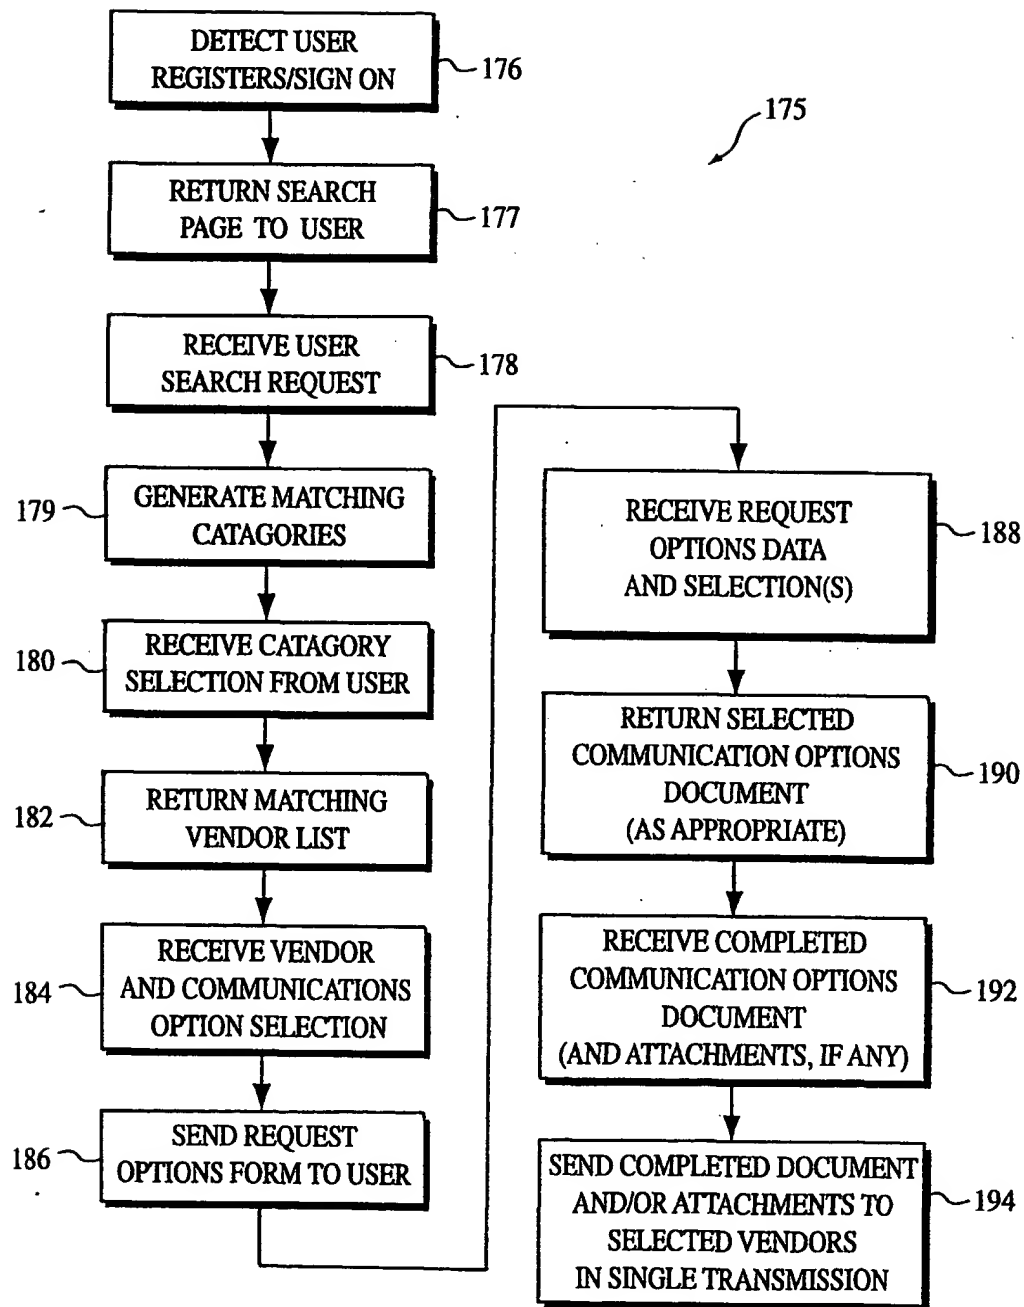 DETECT USER
REGISTERS/SIGN ON
176
175
RETURN SEARCH
PAGE TO USER
177
RECEIVE USER
SEARCH REQUEST
178
GENERATE MATCHING
CATAGORIES
179
RECEIVE CATAGORY
SELECTION FROM USER
180
RETURN MATCHING
VENDOR LIST
182
RECEIVE VENDOR
AND COMMUNICATIONS
OPTION SELECTION
184
SEND REQUEST
OPTIONS FORM TO USER
186
RECEIVE REQUEST
OPTIONS DATA
AND SELECTION(S)
188
RETURN SELECTED
COMMUNICATION OPTIONS
DOCUMENT
(AS APPROPRIATE)
190
RECEIVE COMPLETED
COMMUNICATION OPTIONS
DOCUMENT
(AND ATTACHMENTS, IF ANY)
192
SEND COMPLETED DOCUMENT
AND/OR ATTACHMENTS TO
SELECTED VENDORS
IN SINGLE TRANSMISSION
194